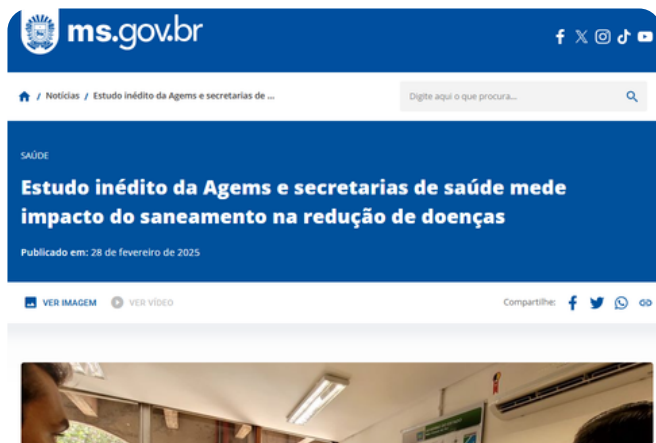 ms.gov.br
/ Notícias / Estudo inédito da Agems e secretarias de ...
Digite aqui o que procura...
SAÚDE
Estudo inédito da Agems e secretarias de saúde mede
impacto do saneamento na redução de doenças
Publicado em: 28 de fevereiro de 2025
VER IMAGEM VER VÍDEO
Compartilhe: